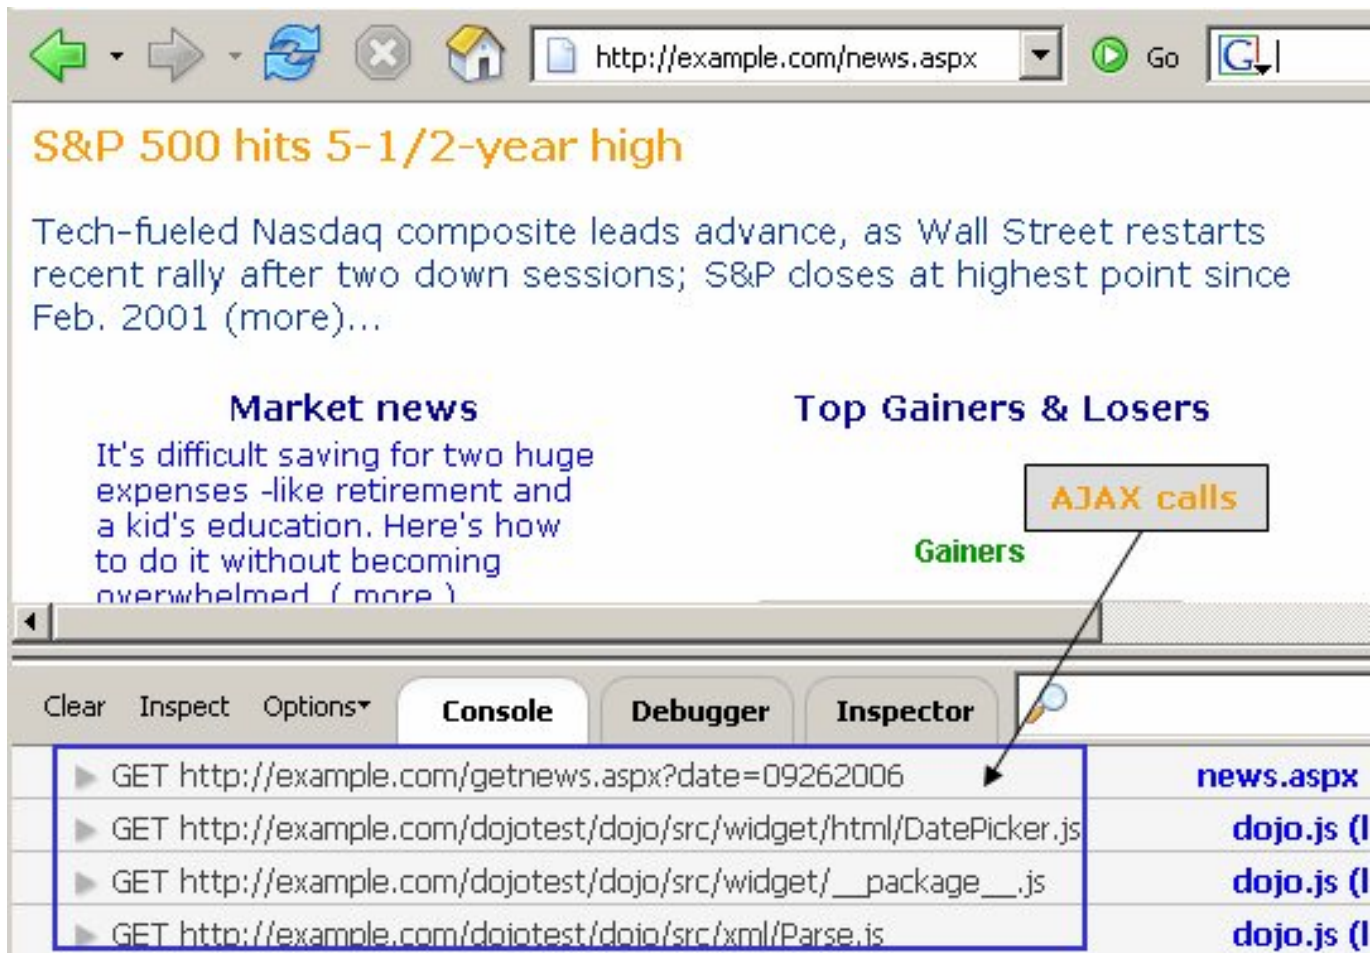 http://example.com/news.aspx
Go
G
S&P 500 hits 5-1/2-year high
Tech-fueled Nasdaq composite leads advance, as Wall Street restarts
recent rally after two down sessions; S&P closes at highest point since
Feb. 2001 (more)...
Market news
It's difficult saving for two huge
expenses -like retirement and
a kid's education. Here's how
to do it without becoming
overwhelmed. ( more )
Top Gainers & Losers
AJAX calls
Gainers
Clear Inspect Options Console Debugger Inspector
GET http://example.com/getnews.aspx?date=09262006 news.aspx
GET http://example.com/dojotest/dojo/src/widget/html/DatePicker.js dojo.js (l
GET http://example.com/dojotest/dojo/src/widget/__package__.js dojo.js (l
GET http://example.com/dojotest/dojo/src/xml/Parse.js dojo.js (l